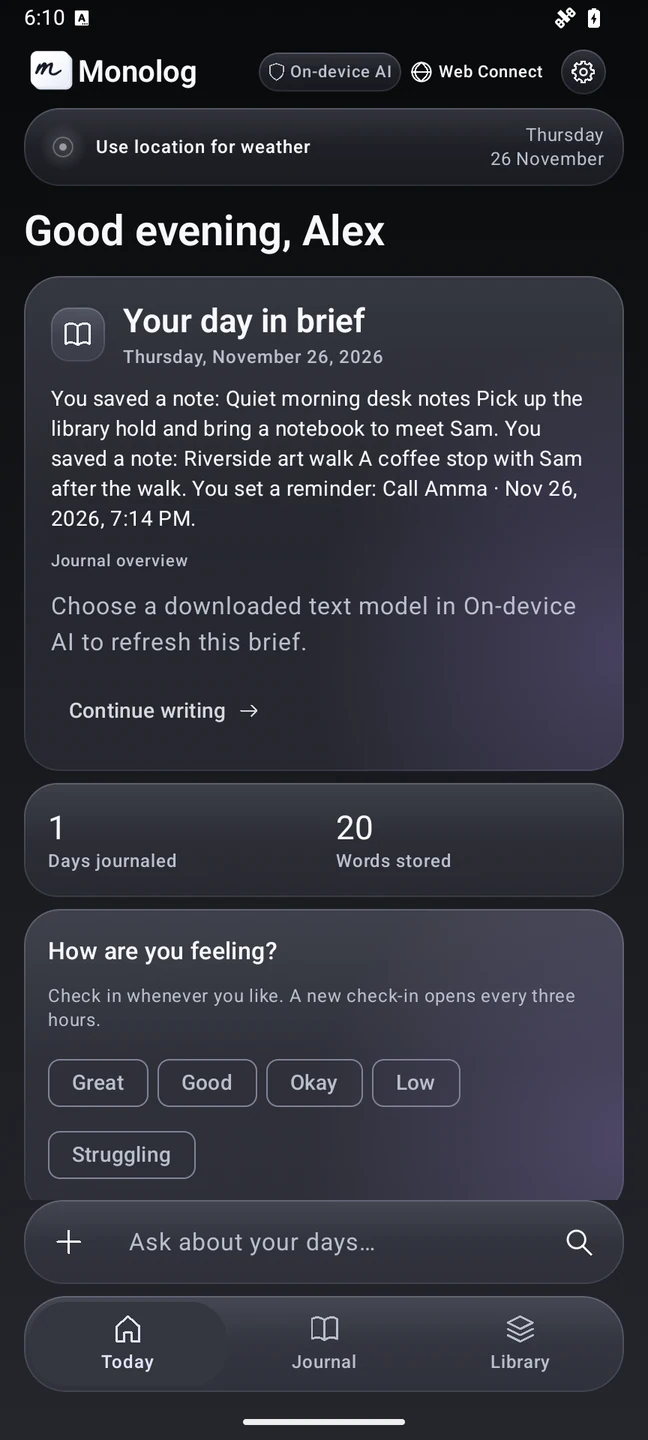 6:10
Monolog
On-device AI
Web Connect
Use location for weather
Thursday
26 November
Good evening, Alex
Your day in brief
Thursday, November 26, 2026
You saved a note: Quiet morning desk notes Pick up the
library hold and bring a notebook to meet Sam. You
saved a note: Riverside art walk A coffee stop with Sam
after the walk. You set a reminder: Call Amma · Nov 26,
2026, 7:14 PM.
Journal overview
Choose a downloaded text model in On-device
AI to refresh this brief.
Continue writing →
1
Days journaled
20
Words stored
How are you feeling?
Check in whenever you like. A new check-in opens every three
hours.
Great
Good
Okay
Low
Struggling
Ask about your days…
Today
Journal
Library